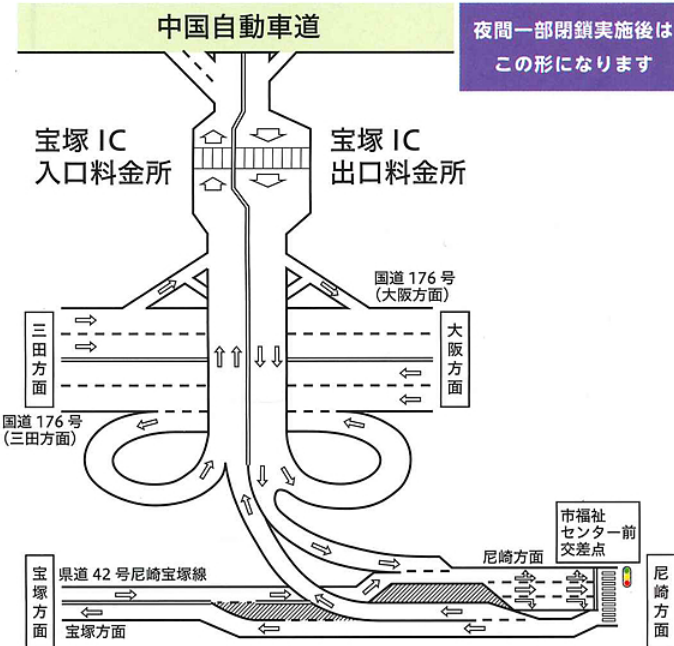 中国自動車道
夜間一部閉鎖実施後は
この形になります
宝塚 IC
入口料金所
宝塚 IC
出口料金所
国道 176 号
（大阪方面）
三田方面
大阪方面
国道 176 号
（三田方面）
市福祉
センター前
交差点
尼崎方面
宝塚方面
県道 42 号尼崎宝塚線
宝塚方面
尼崎方面